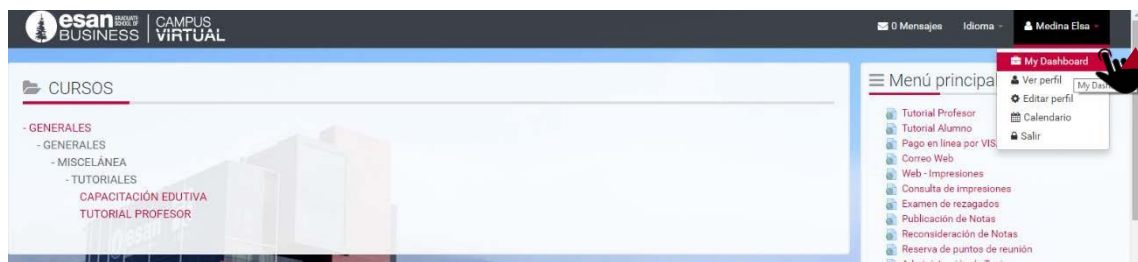 esan GRADUATE SCHOOL OF BUSINESS
CAMPUS VIRTUAL
0 Mensajes Idioma Medina Elsa
My Dashboard
Ver perfil
My Dash
Editar perfil
Calendario
Salir
CURSOS
- GENERALES
- GENERALES
- MISCELÁNEA
- TUTORIALES
CAPACITACIÓN EDUTIVA
TUTORIAL PROFESOR
Menú principal
Tutorial Profesor
Tutorial Alumno
Pago en línea por VIS
Correo Web
Web - Impresiones
Consulta de impresiones
Examen de rezagados
Publicación de Notas
Reconsideración de Notas
Reserva de puntos de reunión